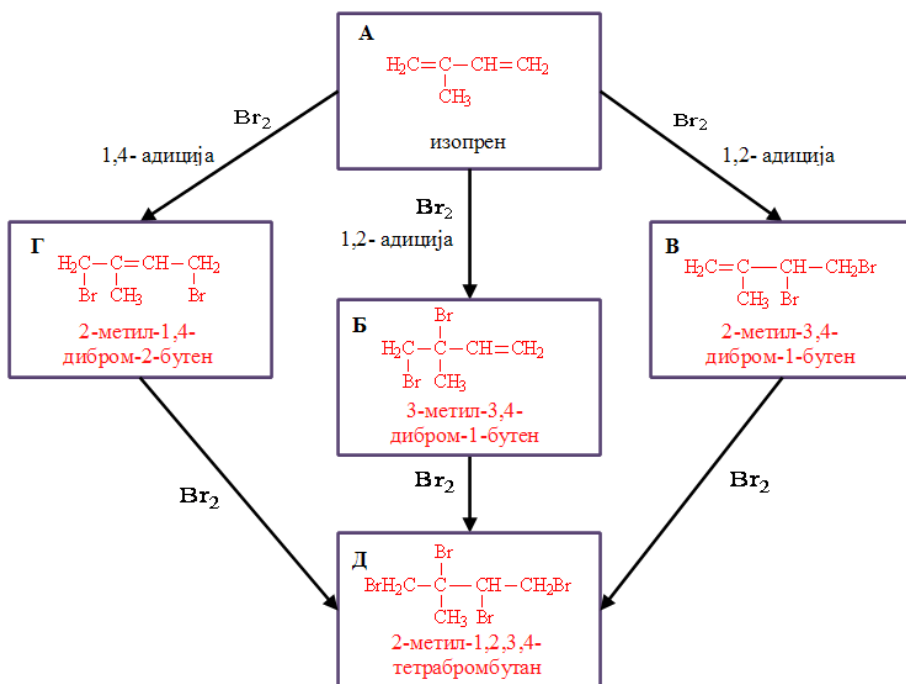 А
H₂C=C—CH=CH₂
CH₃
изопрен
Br₂
1,4- адиција
Br₂
1,2- адиција
Br₂
1,2- адиција
Г
H₂C—C=CH—CH₂
Br CH₃ Br
2-метил-1,4-
дибром-2-бутен
Б
Br
H₂C—C—CH=CH₂
Br CH₃
3-метил-3,4-
дибром-1-бутен
В
H₂C=C—CH—CH₂Br
CH₃ Br
2-метил-3,4-
дибром-1-бутен
Br₂
Br₂
Br₂
Д
Br
BrH₂C—C—CH—CH₂Br
CH₃ Br
2-метил-1,2,3,4-
тетрабромбутан